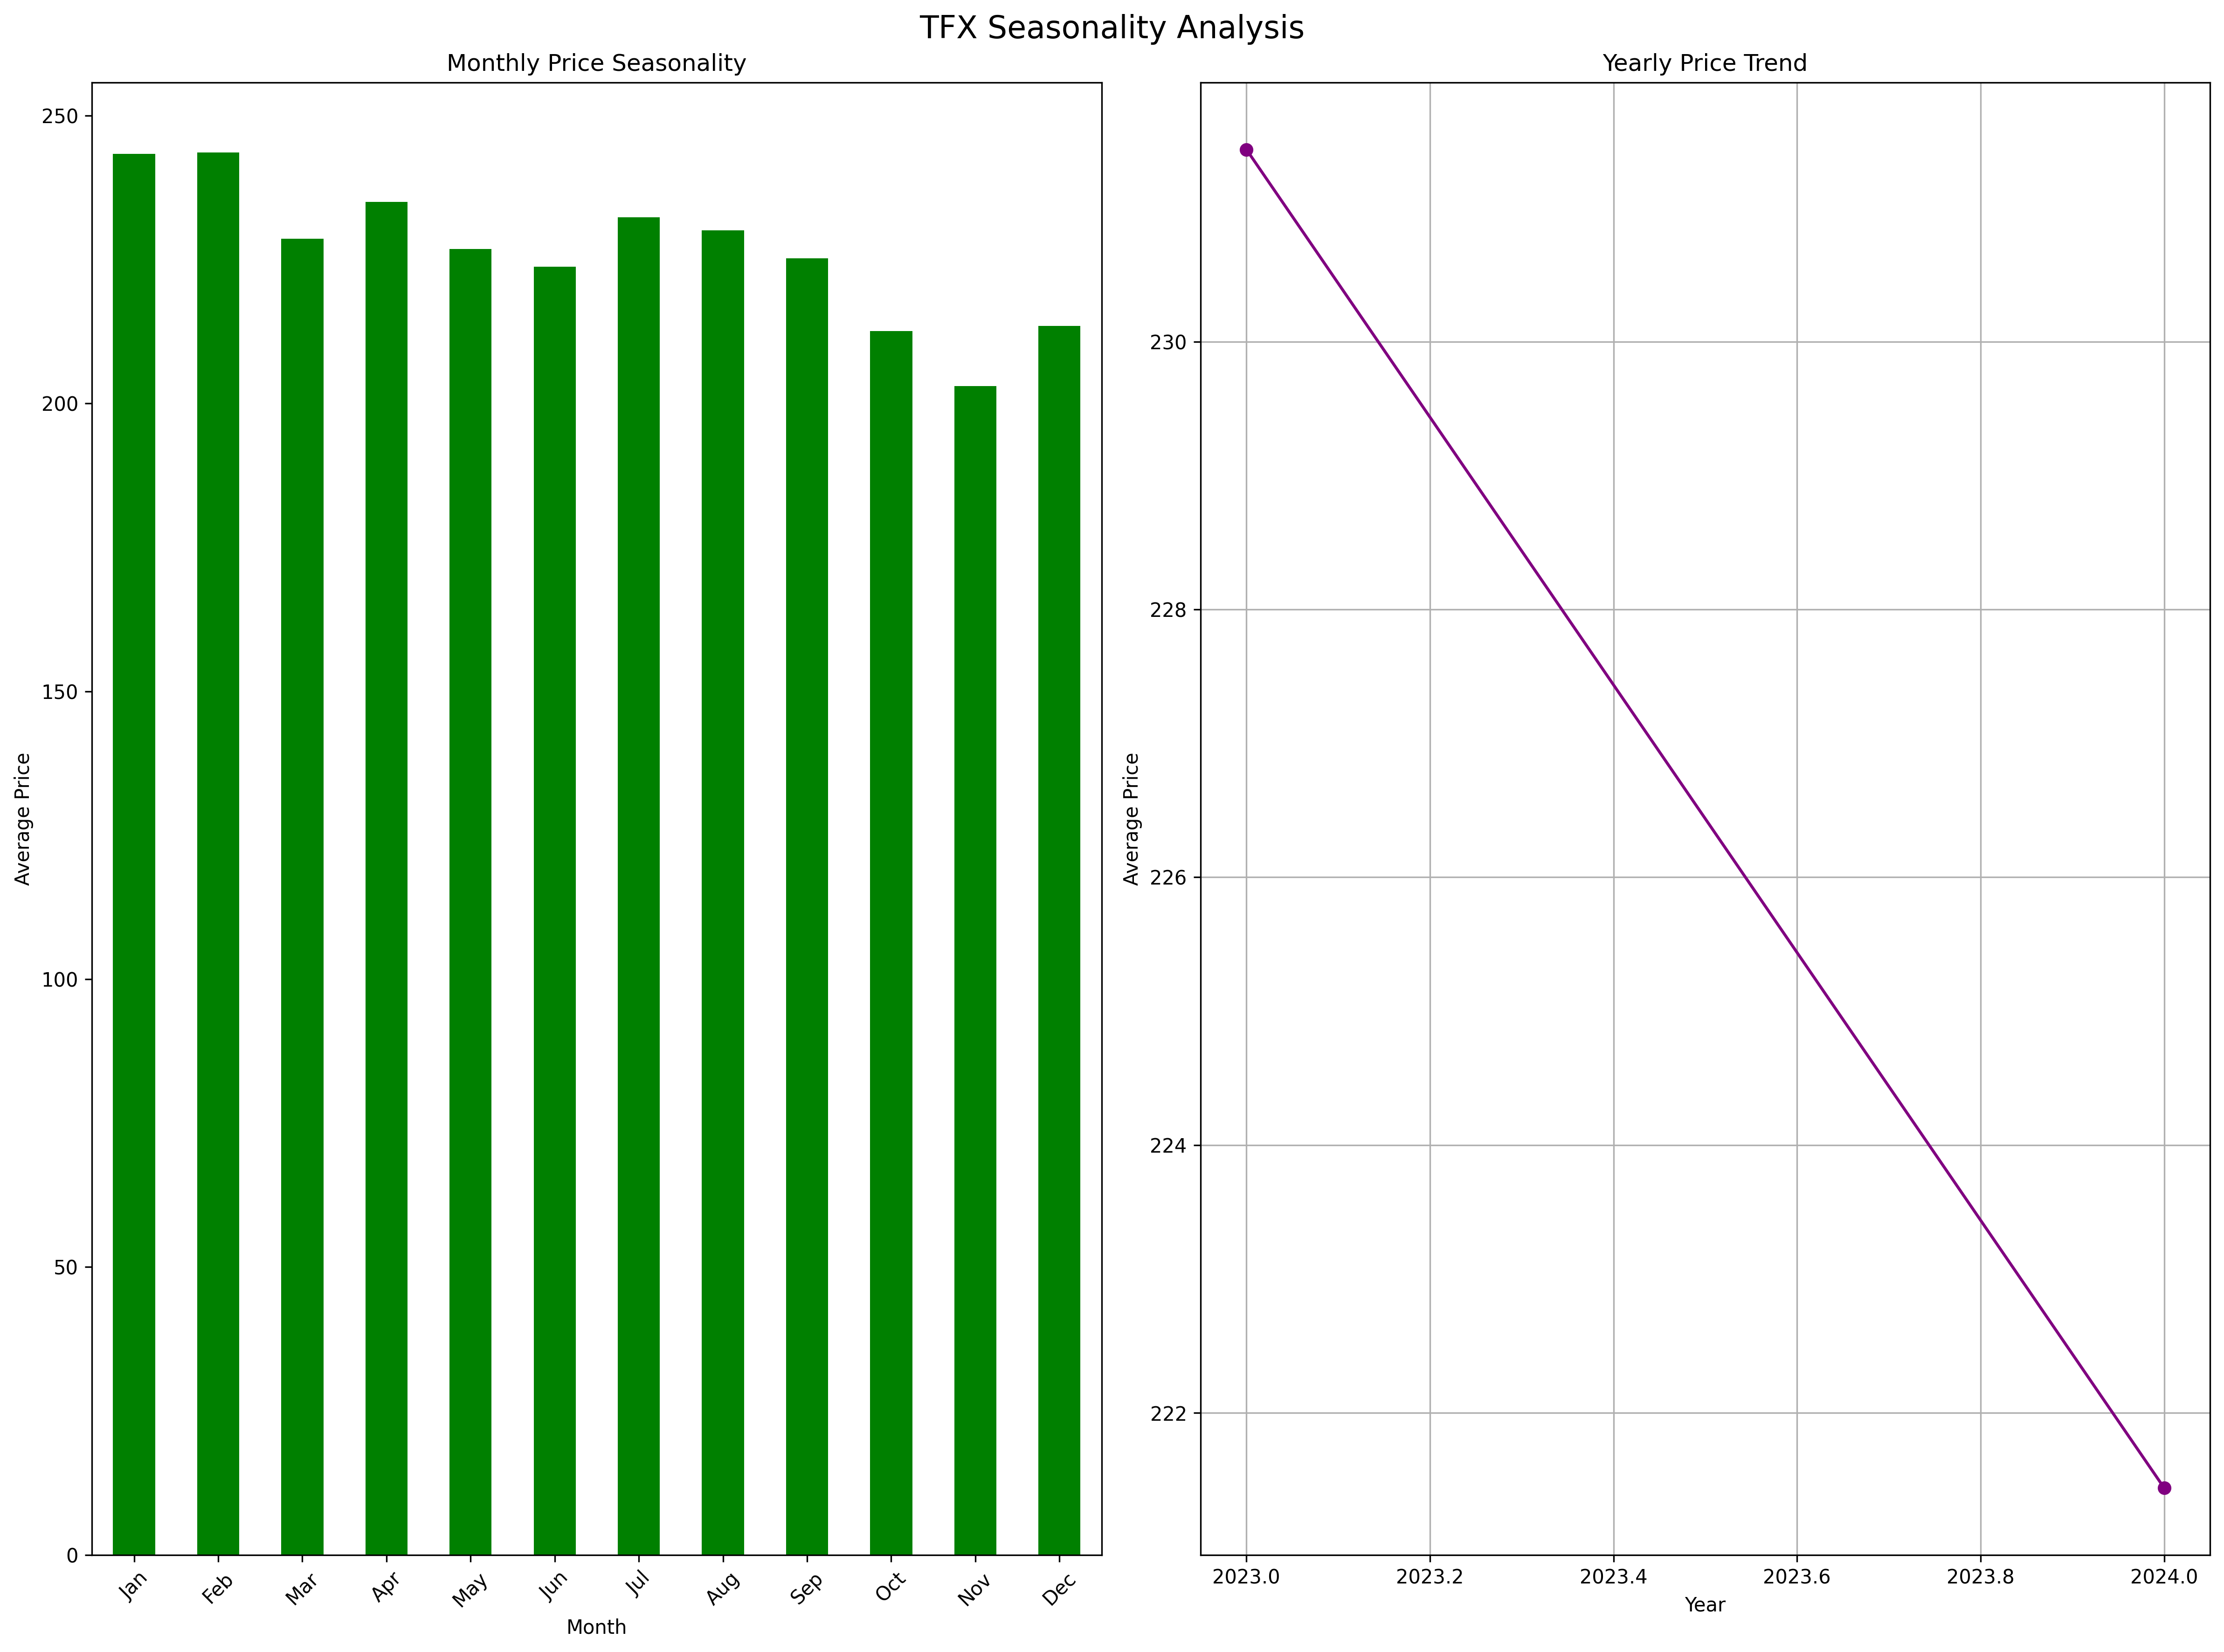 TFX Seasonality Analysis
Monthly Price Seasonality
Average Price
250
200
150
100
50
0
Jan
Feb
Mar
Apr
May
Jun
Jul
Aug
Sep
Oct
Nov
Dec
Month
Yearly Price Trend
Average Price
230
228
226
224
222
2023.0
2023.2
2023.4
2023.6
2023.8
2024.0
Year